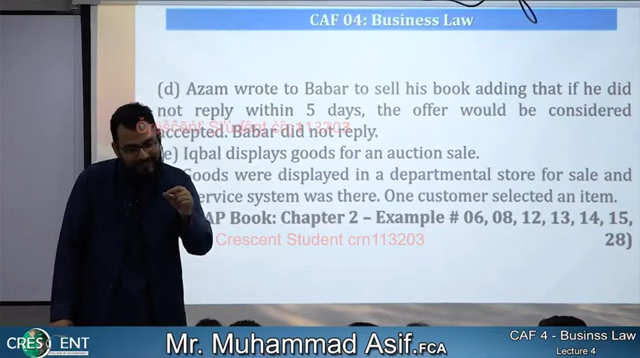 CAF 04: Business Law
(d) Azam wrote to Babar to sell his book adding that if he did
not reply within 5 days, the offer would be considered
accepted. Babar did not reply.
Crescent Student crn113203
e) Iqbal displays goods for an auction sale.
Goods were displayed in a departmental store for sale and
service system was there. One customer selected an item.
AP Book: Chapter 2 – Example # 06, 08, 12, 13, 14, 15,
Crescent Student crn113203
28)
CRESCENT
COLLEGE OF ACCOUNTANCY
Mr. Muhammad Asif.FCA
CAF 4 - Businss Law
Lecture 4